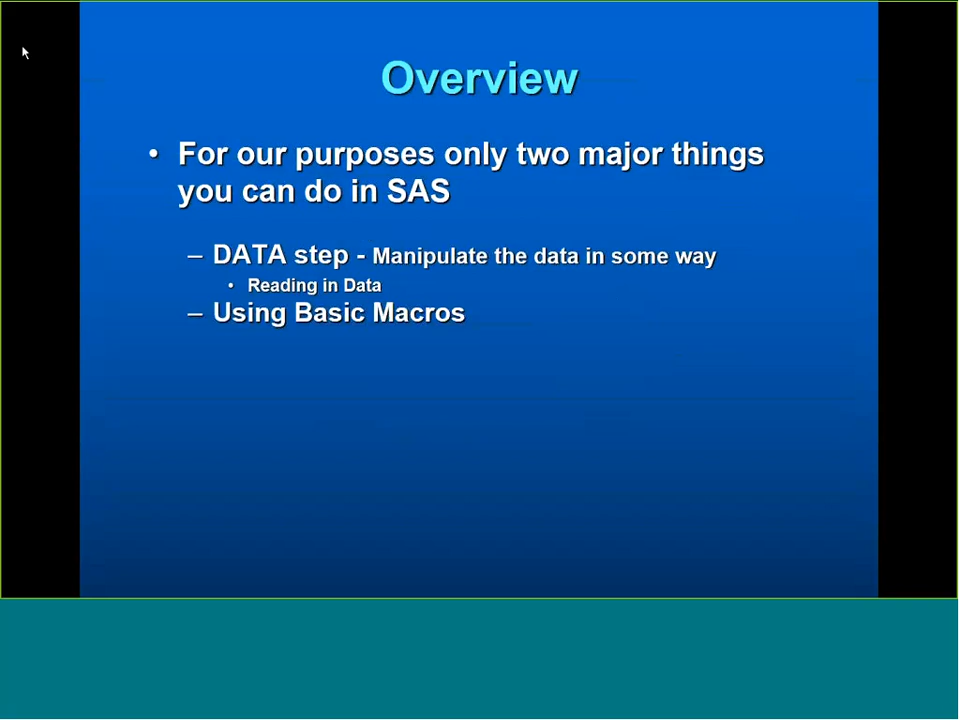 Overview
• For our purposes only two major things
you can do in SAS
– DATA step - Manipulate the data in some way
• Reading in Data
– Using Basic Macros